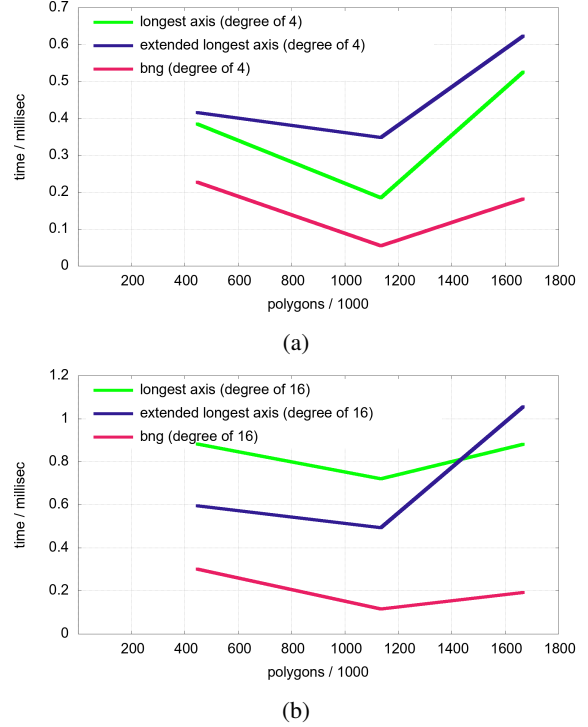 0.7
longest axis (degree of 4)
0.6
extended longest axis (degree of 4)
bng (degree of 4)
0.5
0.4
time / millisec
0.3
0.2
0.1
0
200 400 600 800 1000 1200 1400 1600 1800
polygons / 1000
(a)
1.2
longest axis (degree of 16)
1
extended longest axis (degree of 16)
bng (degree of 16)
0.8
time / millisec
0.6
0.4
0.2
0
200 400 600 800 1000 1200 1400 1600 1800
polygons / 1000
(b)